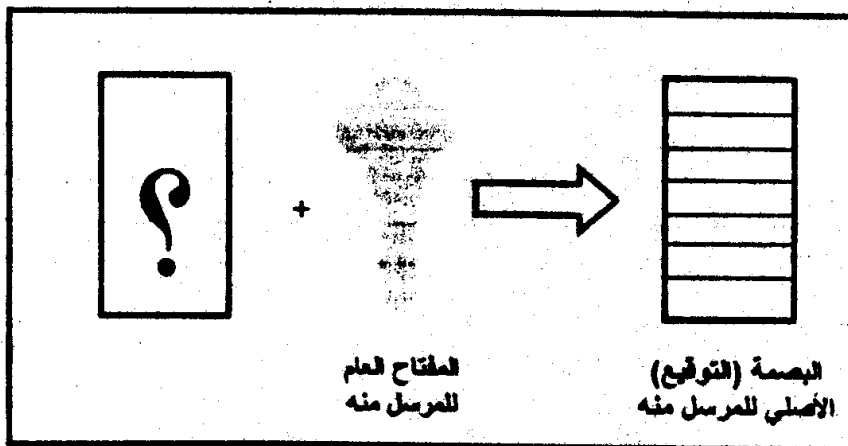 ؟
+
المفتاح العام
للمرسل منه
البصمة (التوقيع)
الأصلي للمرسل منه